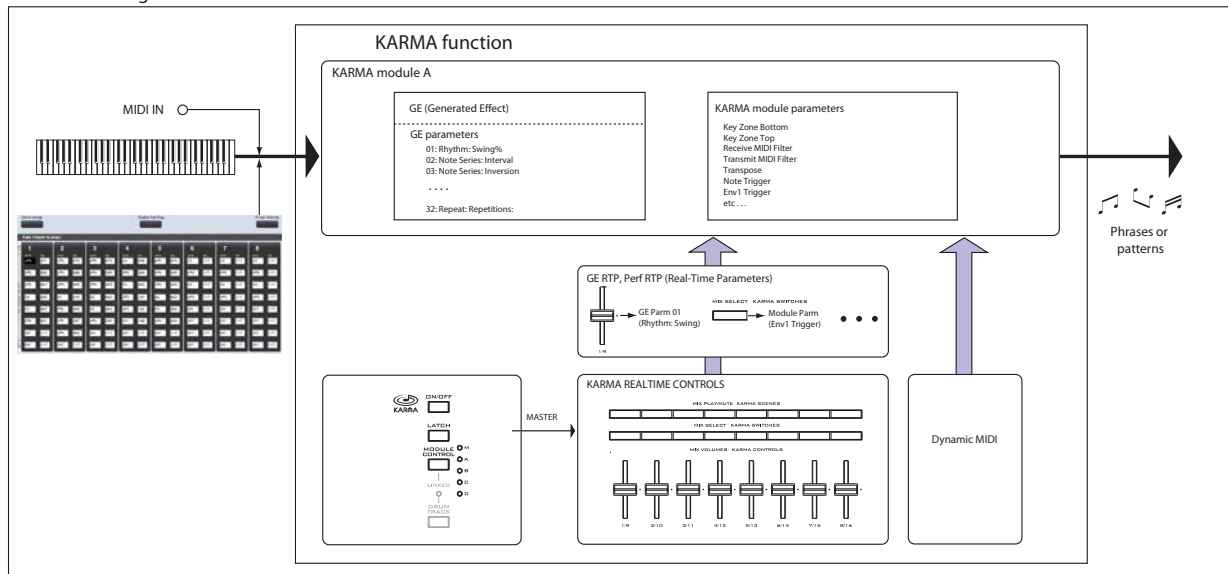 KARMA function
KARMA module A
MIDI IN
GE (Generated Effect)
GE parameters
01: Rhythm: Swing%
02: Note Series: Interval
03: Note Series: Inversion
. . . .
32: Repeat: Repetitions:
KARMA module parameters
Key Zone Bottom
Key Zone Top
Receive MIDI Filter
Transmit MIDI Filter
Transpose
Note Trigger
Env1 Trigger
etc . . .
Phrases or
patterns
1 2 3 4 5 6 7 8
GE RTP, Perf RTP (Real-Time Parameters)
GE Parm 01
(Rhythm: Swing)
1/9
MIX SELECT KARMA SWITCHES
Module Parm
(Env1 Trigger)
KARMA
ON/OFF
LATCH
MODULE
CONTROL
M
A
B
C
D
LINKED
DRUM
TRACK
MASTER
KARMA REALTIME CONTROLS
MIX PLAY/MUTE KARMA SCENES
MIX SELECT KARMA SWITCHES
MIX VOLUMES KARMA CONTROLS
1/9 2/10 3/11 4/12 5/13 6/14 7/15 8/16
Dynamic MIDI